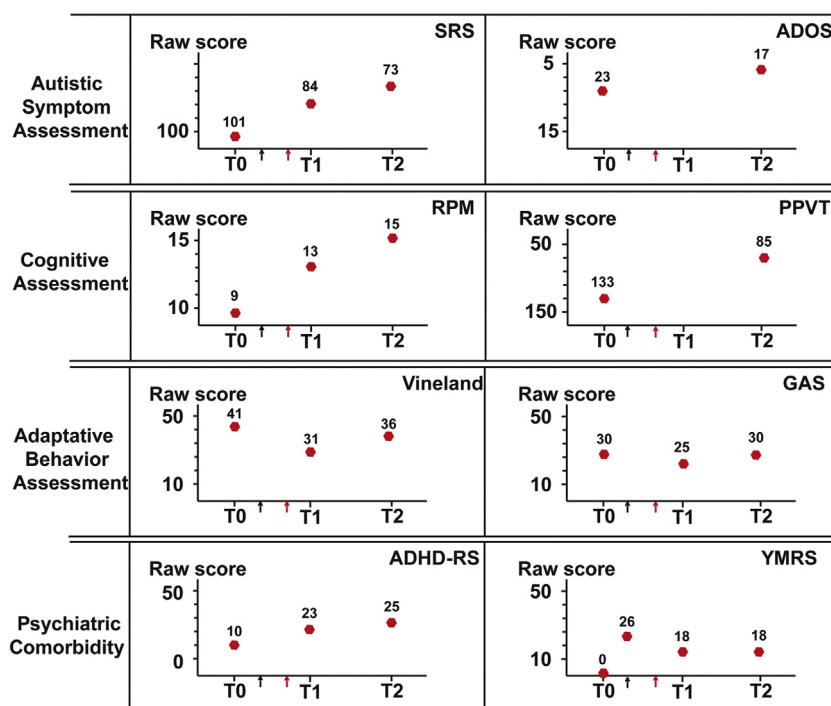 Autistic
Symptom
Assessment
SRS
Raw score
101
84
73
100
T0
T1
T2
ADOS
Raw score
5
23
17
15
T0
T1
T2
Cognitive
Assessment
RPM
Raw score
15
9
13
15
10
T0
T1
T2
PPVT
Raw score
50
133
85
150
T0
T1
T2
Adaptative
Behavior
Assessment
Vineland
Raw score
50
41
31
36
10
T0
T1
T2
GAS
Raw score
50
30
25
30
10
T0
T1
T2
Psychiatric
Comorbidity
ADHD-RS
Raw score
50
10
23
25
0
T0
T1
T2
YMRS
Raw score
50
26
18
18
10
0
T0
T1
T2